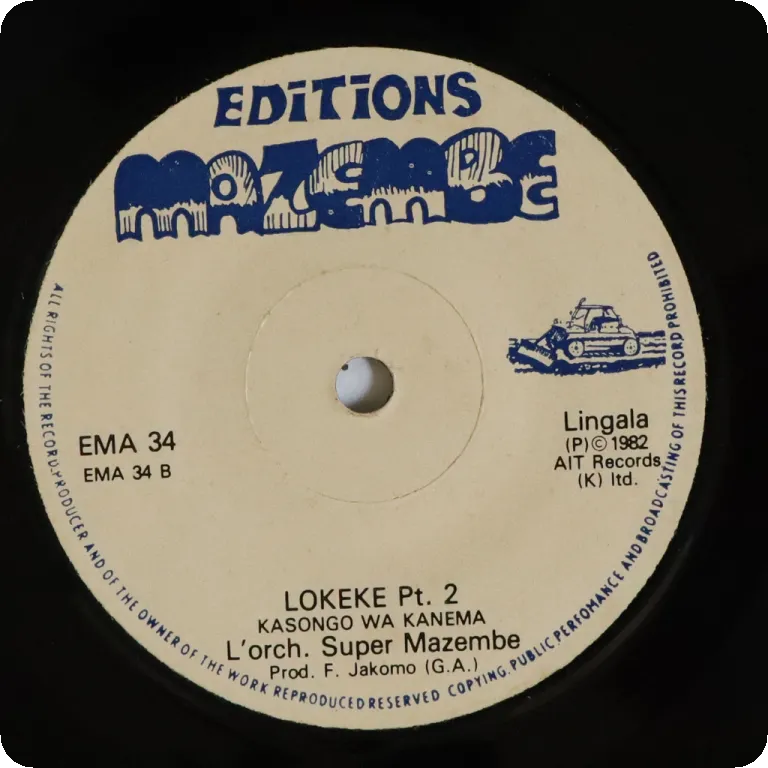 EDITIONS
MAZEMBE
EMA 34
EMA 34 B
Lingala
(P)© 1982
AIT Records
(K) ltd.
LOKEKE Pt. 2
KASONGO WA KANEMA
L'orch. Super Mazembe
Prod. F. Jakomo (G.A.)
ALL RIGHTS OF THE RECORD.PRODUCER AND OF THE OWNER OF THE WORK REPRODUCED RESERVED COPYING. PUBLIC PERFOMANCE AND BROADCASTING OF THIS RECORD PROHIBITED